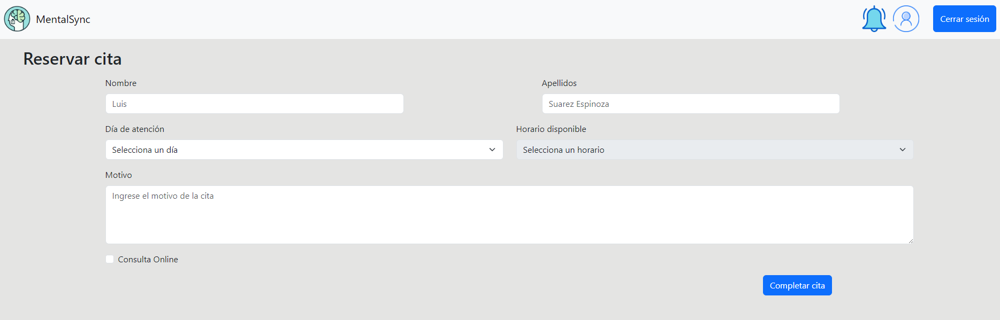 MentalSync
Cerrar sesión
Reservar cita
Nombre
Apellidos
Luis
Suarez Espinoza
Día de atención
Horario disponible
Selecciona un día
Selecciona un horario
Motivo
Ingrese el motivo de la cita
Consulta Online
Completar cita